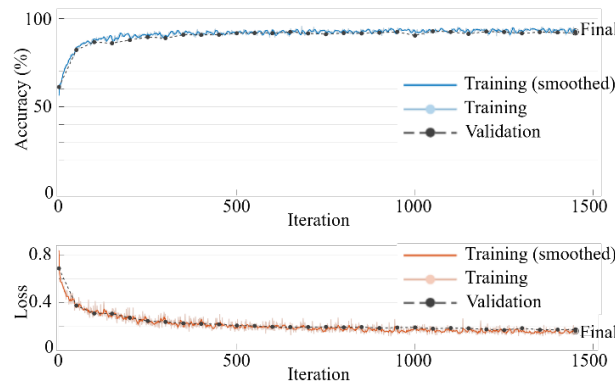 100
50
0
Accuracy (%)
Final
Training (smoothed)
Training
Validation
0
500
1000
1500
Iteration
0.8
0.4
0
Loss
Training (smoothed)
Training
Validation
Final
0
500
1000
1500
Iteration